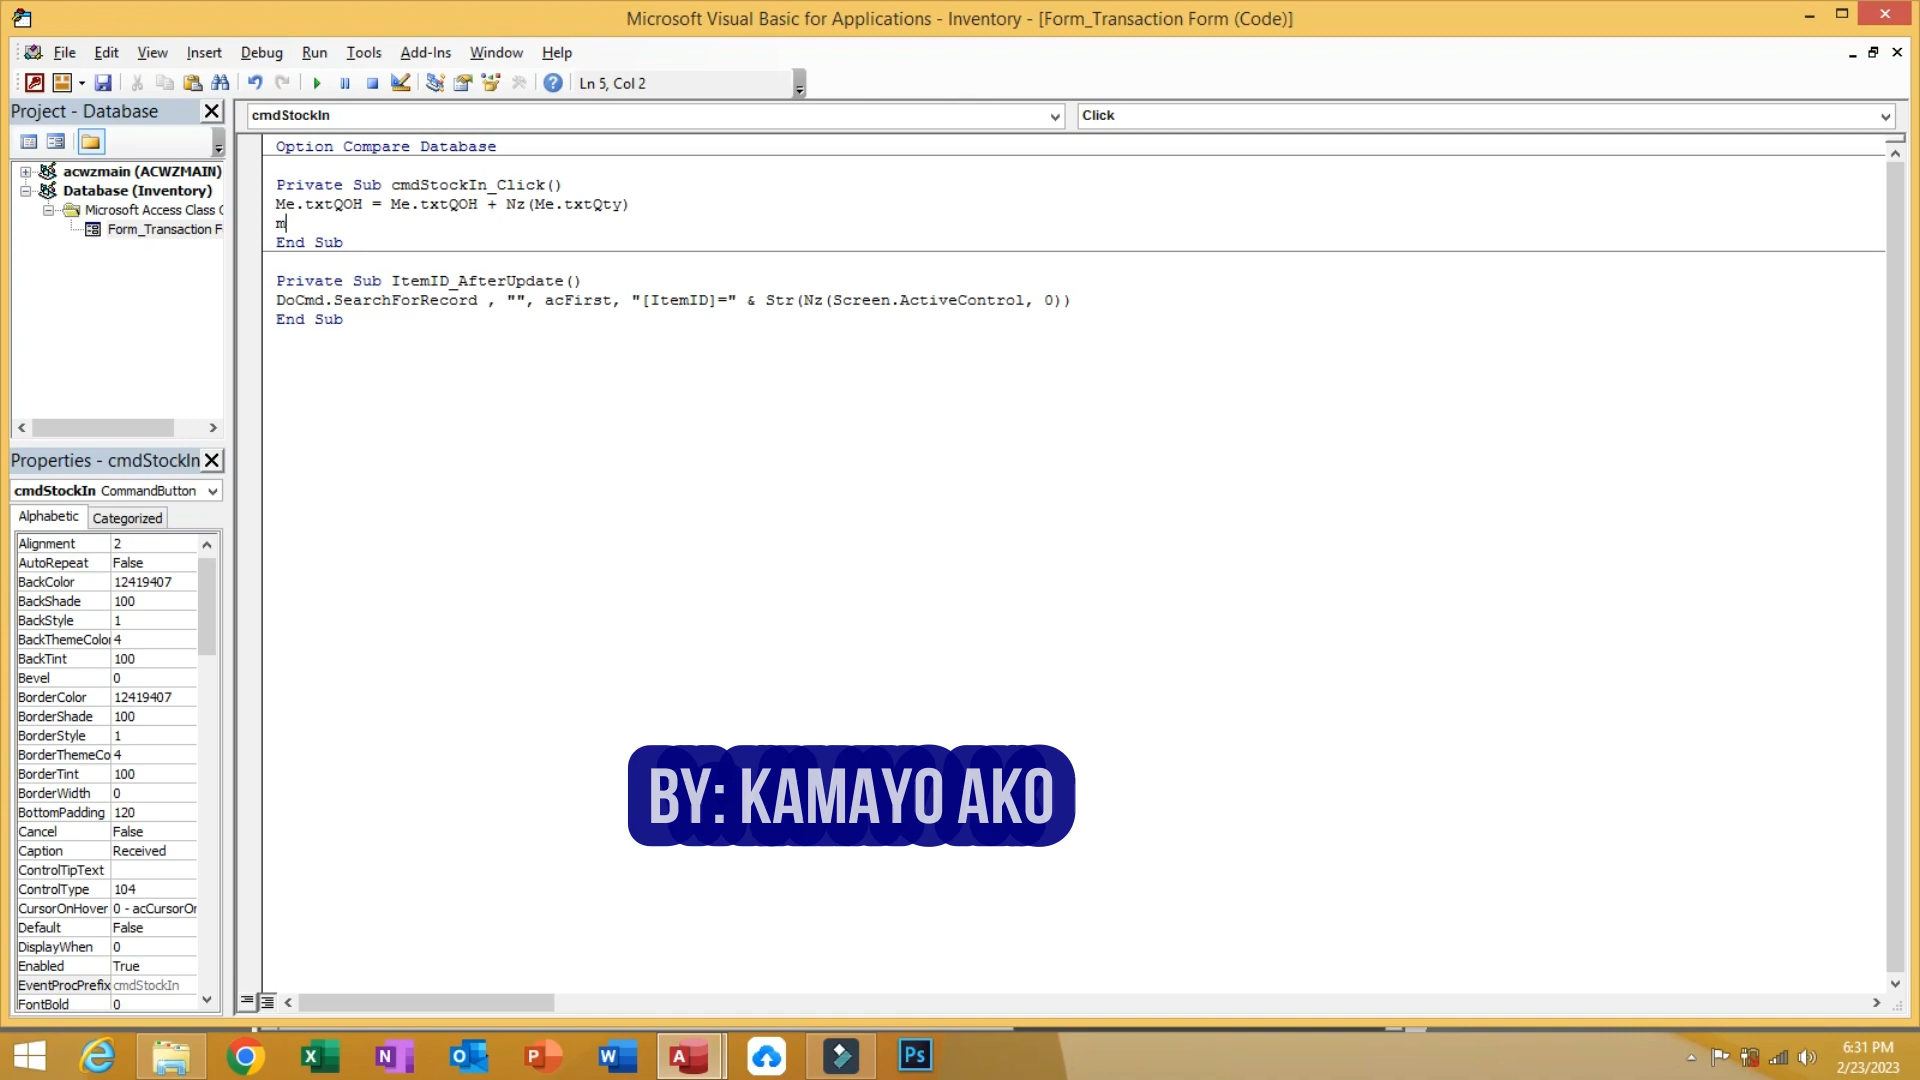 Microsoft Visual Basic for Applications - Inventory - [Form_Transaction Form (Code)]
File Edit View Insert Debug Run Tools Add-Ins Window Help
Ln 5, Col 2
Project - Database
cmdStockIn
Click
acwzmain (ACWZMAIN)
Database (Inventory)
Microsoft Access Class
Form_Transaction F
Option Compare Database
Private Sub cmdStockIn_Click()
Me.txtQOH = Me.txtQOH + Nz(Me.txtQty)
m
End Sub
Private Sub ItemID_AfterUpdate()
DoCmd.SearchForRecord , "", acFirst, "[ItemID]=" & Str(Nz(Screen.ActiveControl, 0))
End Sub
Properties - cmdStockIn
cmdStockIn CommandButton
Alphabetic Categorized
Alignment 2
AutoRepeat False
BackColor 12419407
BackShade 100
BackStyle 1
BackThemeColor 4
BackTint 100
Bevel 0
BorderColor 12419407
BorderShade 100
BorderStyle 1
BorderThemeCo 4
BorderTint 100
BorderWidth 0
BottomPadding 120
Cancel False
Caption Received
ControlTipText
ControlType 104
CursorOnHover 0 - acCursorOn
Default False
DisplayWhen 0
Enabled True
EventProcPrefix cmdStockIn
FontBold 0
BY: KAMAYO AKO
X
N
O
P
W
A
Ps
6:31 PM
2/23/2023